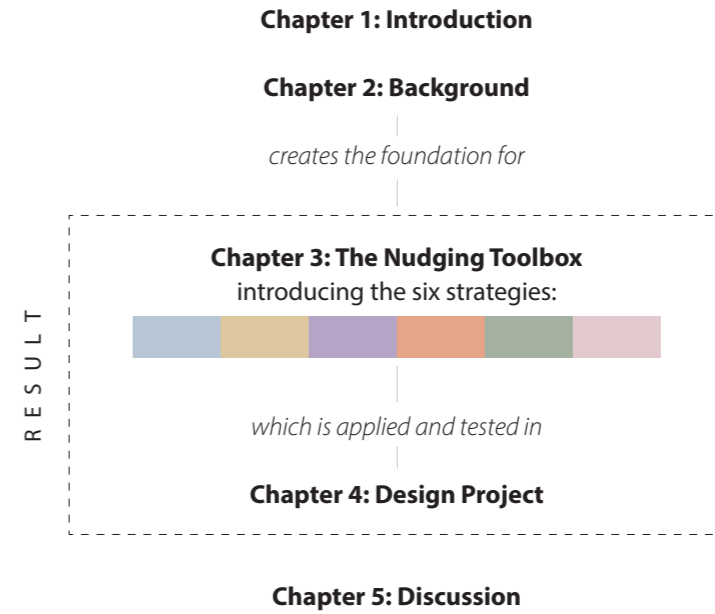 Chapter 1: Introduction
Chapter 2: Background
creates the foundation for
RESULT
Chapter 3: The Nudging Toolbox
introducing the six strategies:
which is applied and tested in
Chapter 4: Design Project
Chapter 5: Discussion